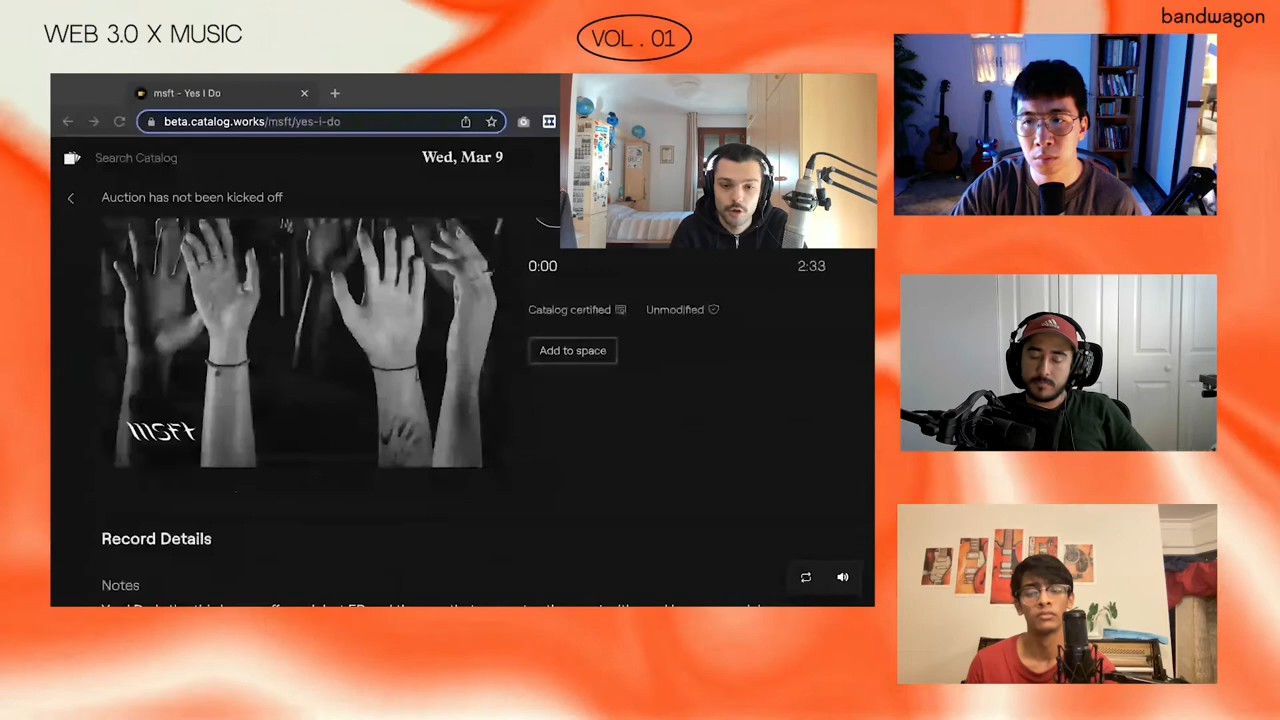 WEB 3.0 X MUSIC
VOL . 01
bandwagon
msft - Yes I Do
beta.catalog.works/msft/yes-i-do
Search Catalog
Wed, Mar 9
Auction has not been kicked off
msft
0:00
2:33
Catalog certified
Unmodified
Add to space
Record Details
Notes